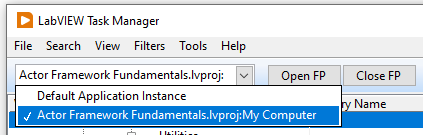 LabVIEW Task Manager
File Search View Filters Tools Help
Actor Framework Fundamentals.lvproj: Open FP Close FP
Default Application Instance
✓ Actor Framework Fundamentals.lvproj:My Computer
ry Name